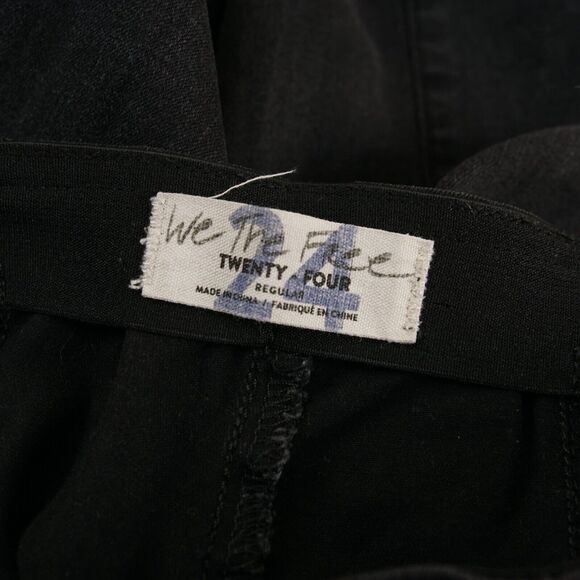 We The Free
24
TWENTY - FOUR
REGULAR
MADE IN CHINA / FABRIQUÉ EN CHINE